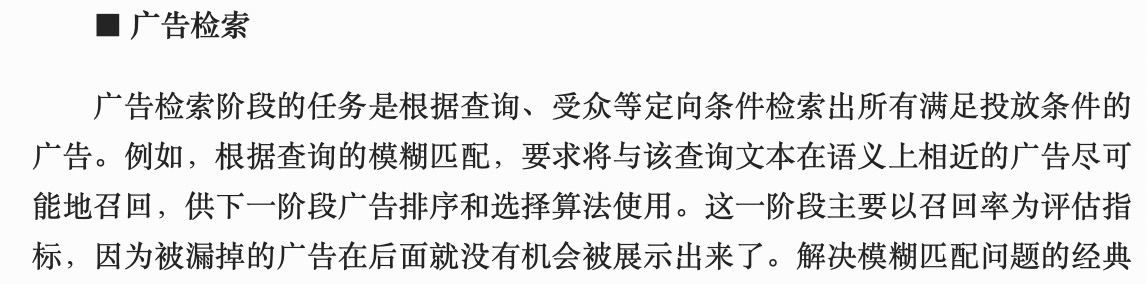 ■ 广告检索
广告检索阶段的任务是根据查询、受众等定向条件检索出所有满足投放条件的
广告。例如，根据查询的模糊匹配，要求将与该查询文本在语义上相近的广告尽可
能地召回，供下一阶段广告排序和选择算法使用。这一阶段主要以召回率为评估指
标，因为被漏掉的广告在后面就没有机会被展示出来了。解决模糊匹配问题的经典